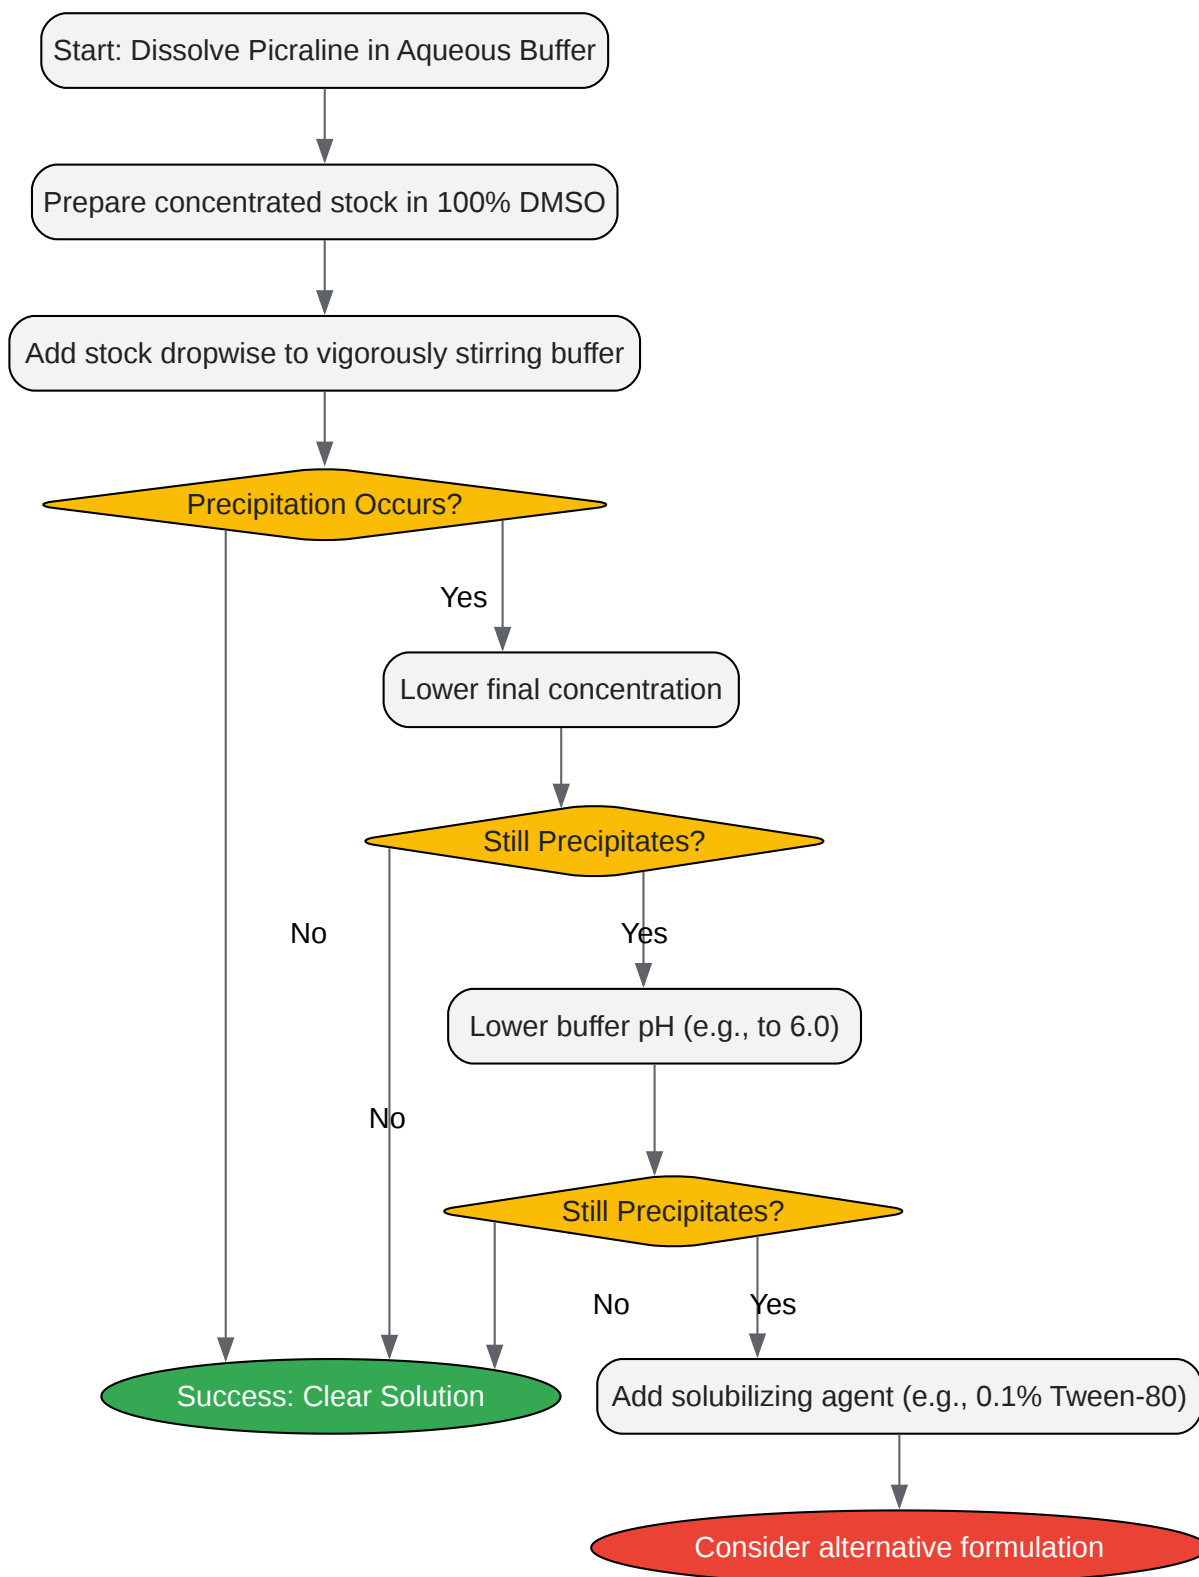 Start: Dissolve Picraline in Aqueous Buffer
Prepare concentrated stock in 100% DMSO
Add stock dropwise to vigorously stirring buffer
Precipitation Occurs?
Yes
Lower final concentration
Still Precipitates?
No
Yes
Lower buffer pH (e.g., to 6.0)
No
Still Precipitates?
No
Yes
Success: Clear Solution
Add solubilizing agent (e.g., 0.1% Tween-80)
Consider alternative formulation